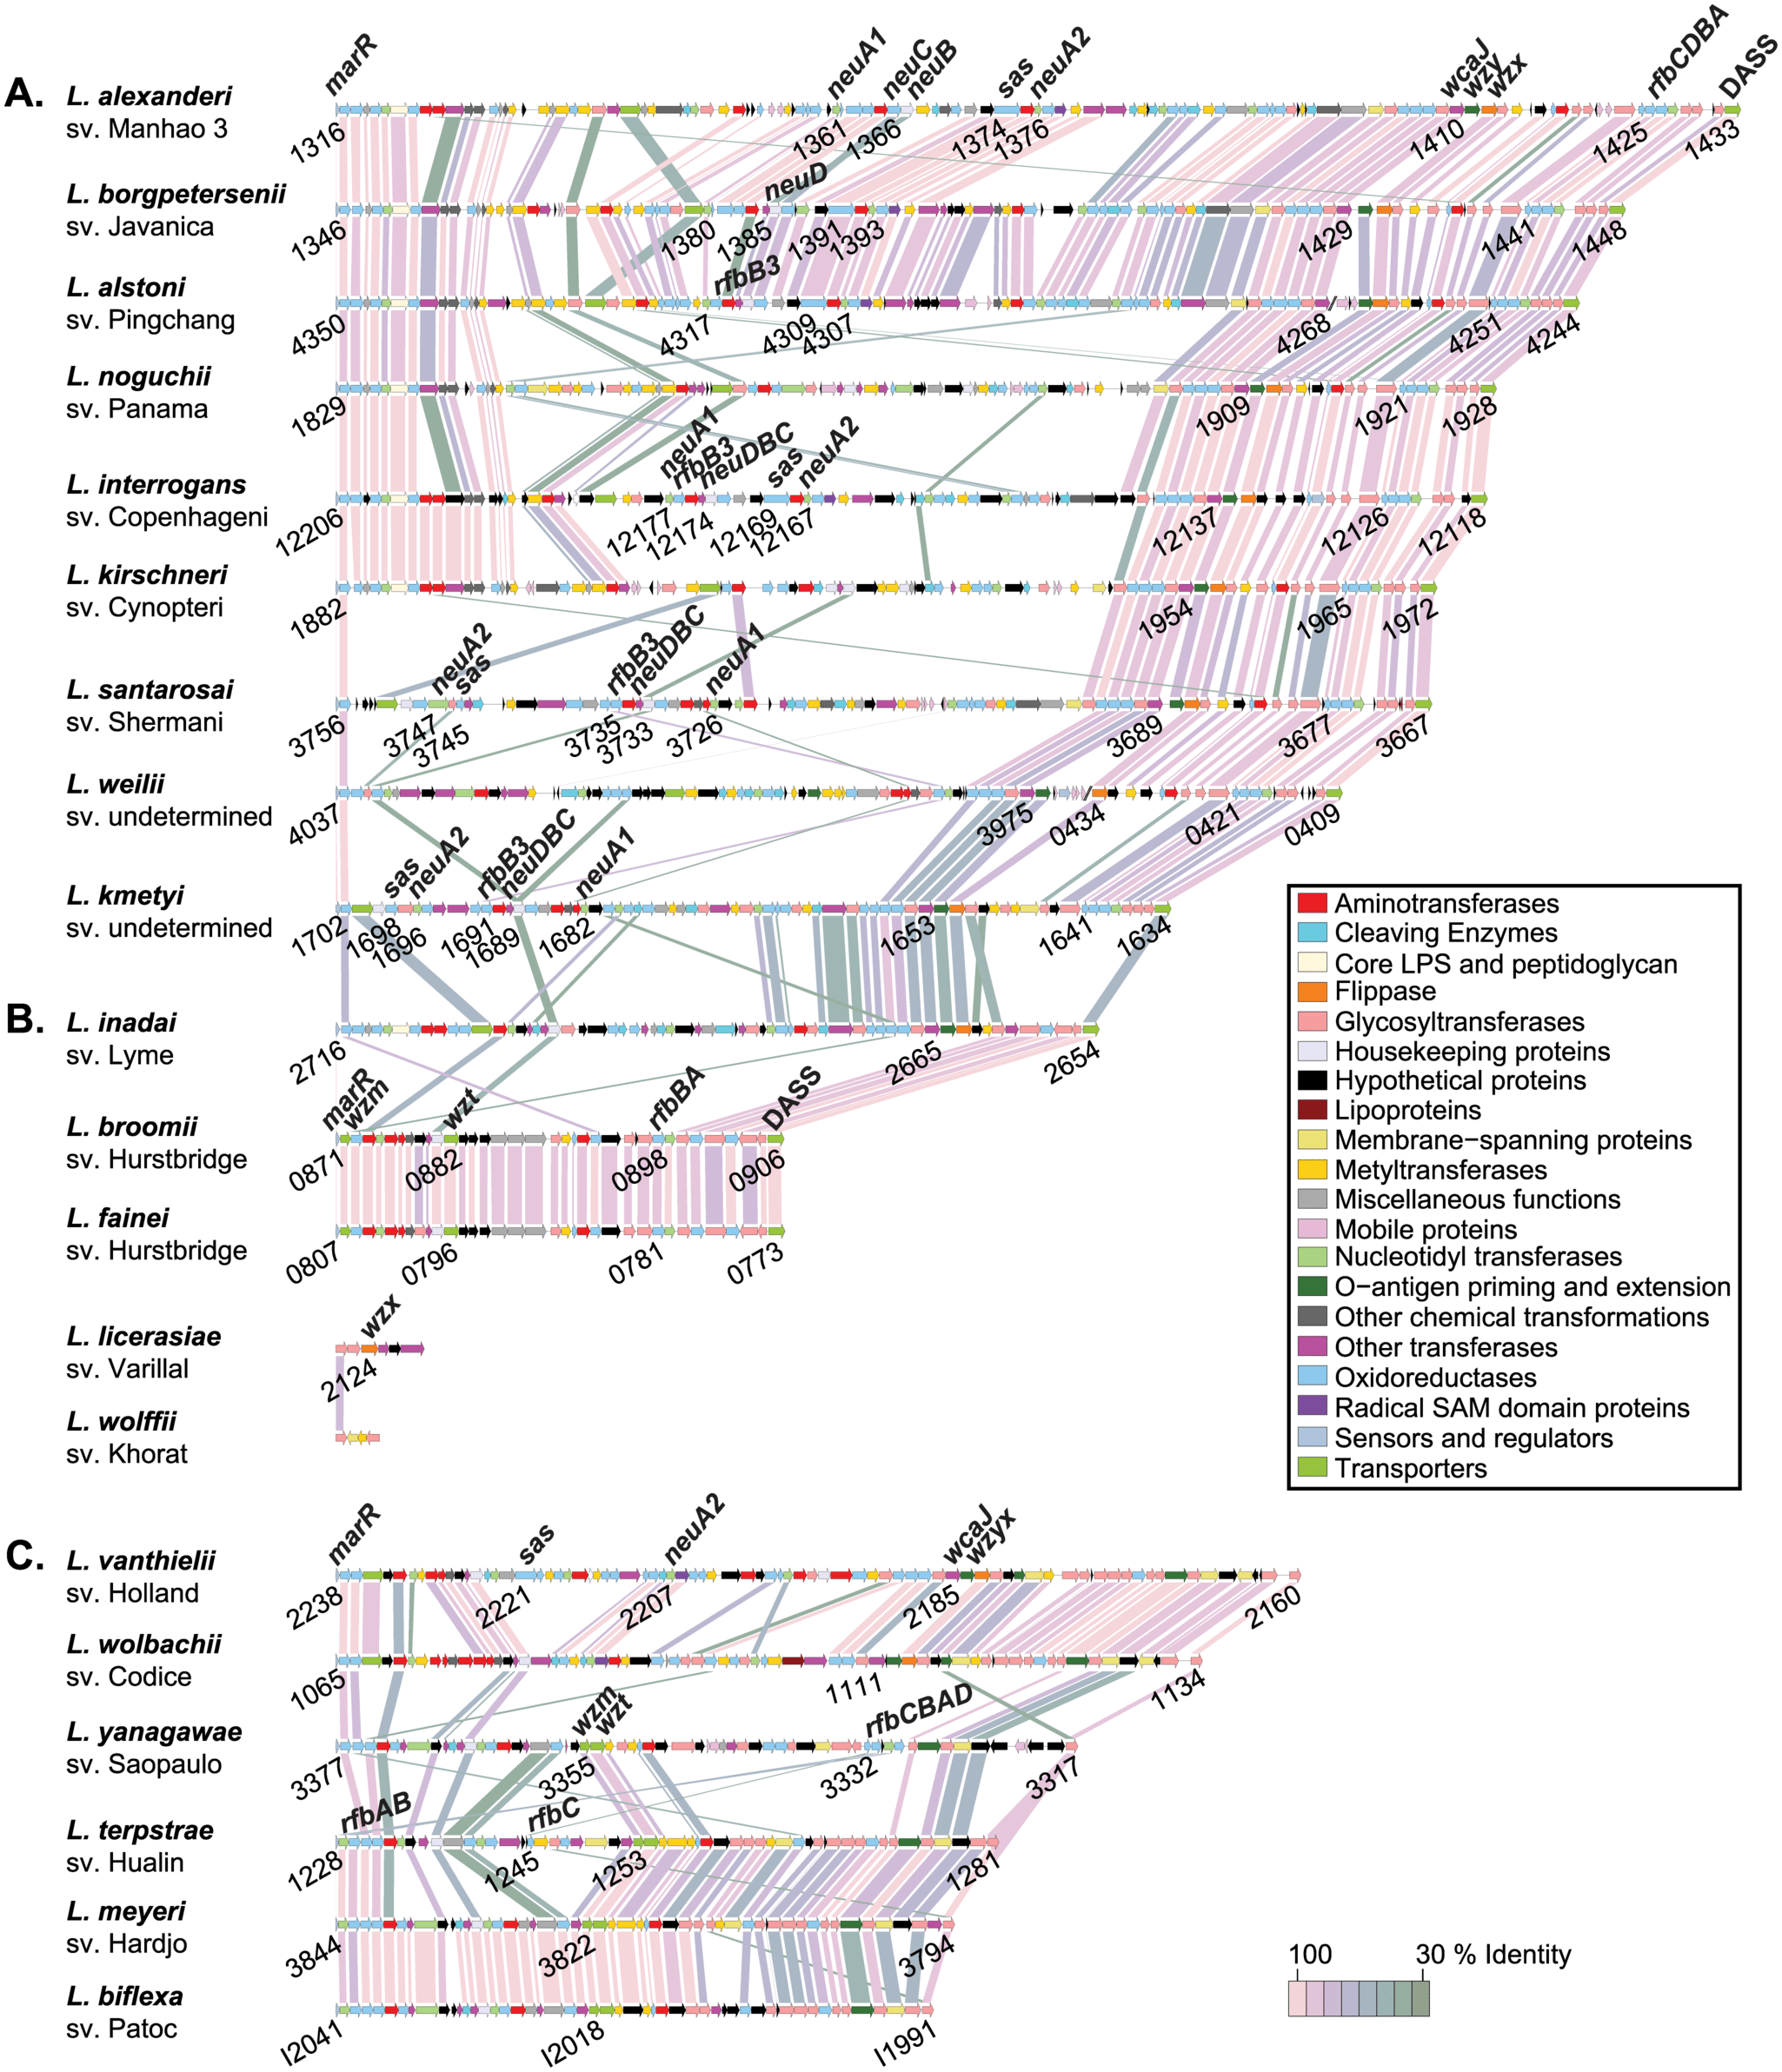 A.
marR
neuA1
neuC
neuB
sas
neuA2
wcaJ
wzy
wzx
rfbCDBA
DASS
L. alexanderi
sv. Manhao 3
1316
1361
1366
1374
1376
1410
1425
1433
neuD
L. borgpetersenii
sv. Javanica
1346
1380
1385
1391
1393
1429
1441
1448
rfbB3
L. alstoni
sv. Pingchang
4350
4317
4309
4307
4268
4251
4244
L. noguchii
sv. Panama
1829
1909
1921
1928
neuA1
rfbB3
neuDBC
sas
neuA2
L. interrogans
sv. Copenhageni
12206
12177
12174
12169
12167
12137
12126
12118
L. kirschneri
sv. Cynopteri
1882
1954
1965
1972
neuA2
sas
rfbB3
neuDBC
neuA1
L. santarosai
sv. Shermani
3756
3747
3745
3735
3733
3726
3689
3677
3667
L. weilii
sv. undetermined
4037
3975
0434
0421
0409
sas
neuA2
rfbB3
neuDBC
neuA1
L. kmetyi
sv. undetermined
1702
1698
1696
1691
1689
1682
1653
1641
1634
B.
L. inadai
sv. Lyme
2716
2665
2654
marR
wzm
wzt
rfbBA
DASS
L. broomii
sv. Hurstbridge
0871
0882
0898
0906
L. fainei
sv. Hurstbridge
0807
0796
0781
0773
wzx
L. licerasiae
sv. Varillal
2124
L. wolffii
sv. Khorat
Aminotransferases
Cleaving Enzymes
Core LPS and peptidoglycan
Flippase
Glycosyltransferases
Housekeeping proteins
Hypothetical proteins
Lipoproteins
Membrane−spanning proteins
Metyltransferases
Miscellaneous functions
Mobile proteins
Nucleotidyl transferases
O−antigen priming and extension
Other chemical transformations
Other transferases
Oxidoreductases
Radical SAM domain proteins
Sensors and regulators
Transporters
C.
marR
sas
neuA2
wcaJ
wzyx
L. vanthielii
sv. Holland
2238
2221
2207
2185
2160
L. wolbachii
sv. Codice
1065
1111
1134
wzm
wzt
rfbCBAD
L. yanagawae
sv. Saopaulo
3377
3355
3332
3317
rfbAB
rfbC
L. terpstrae
sv. Hualin
1228
1245
1253
1281
L. meyeri
sv. Hardjo
3844
3822
3794
L. biflexa
sv. Patoc
I2041
I2018
I1991
100 30 % Identity